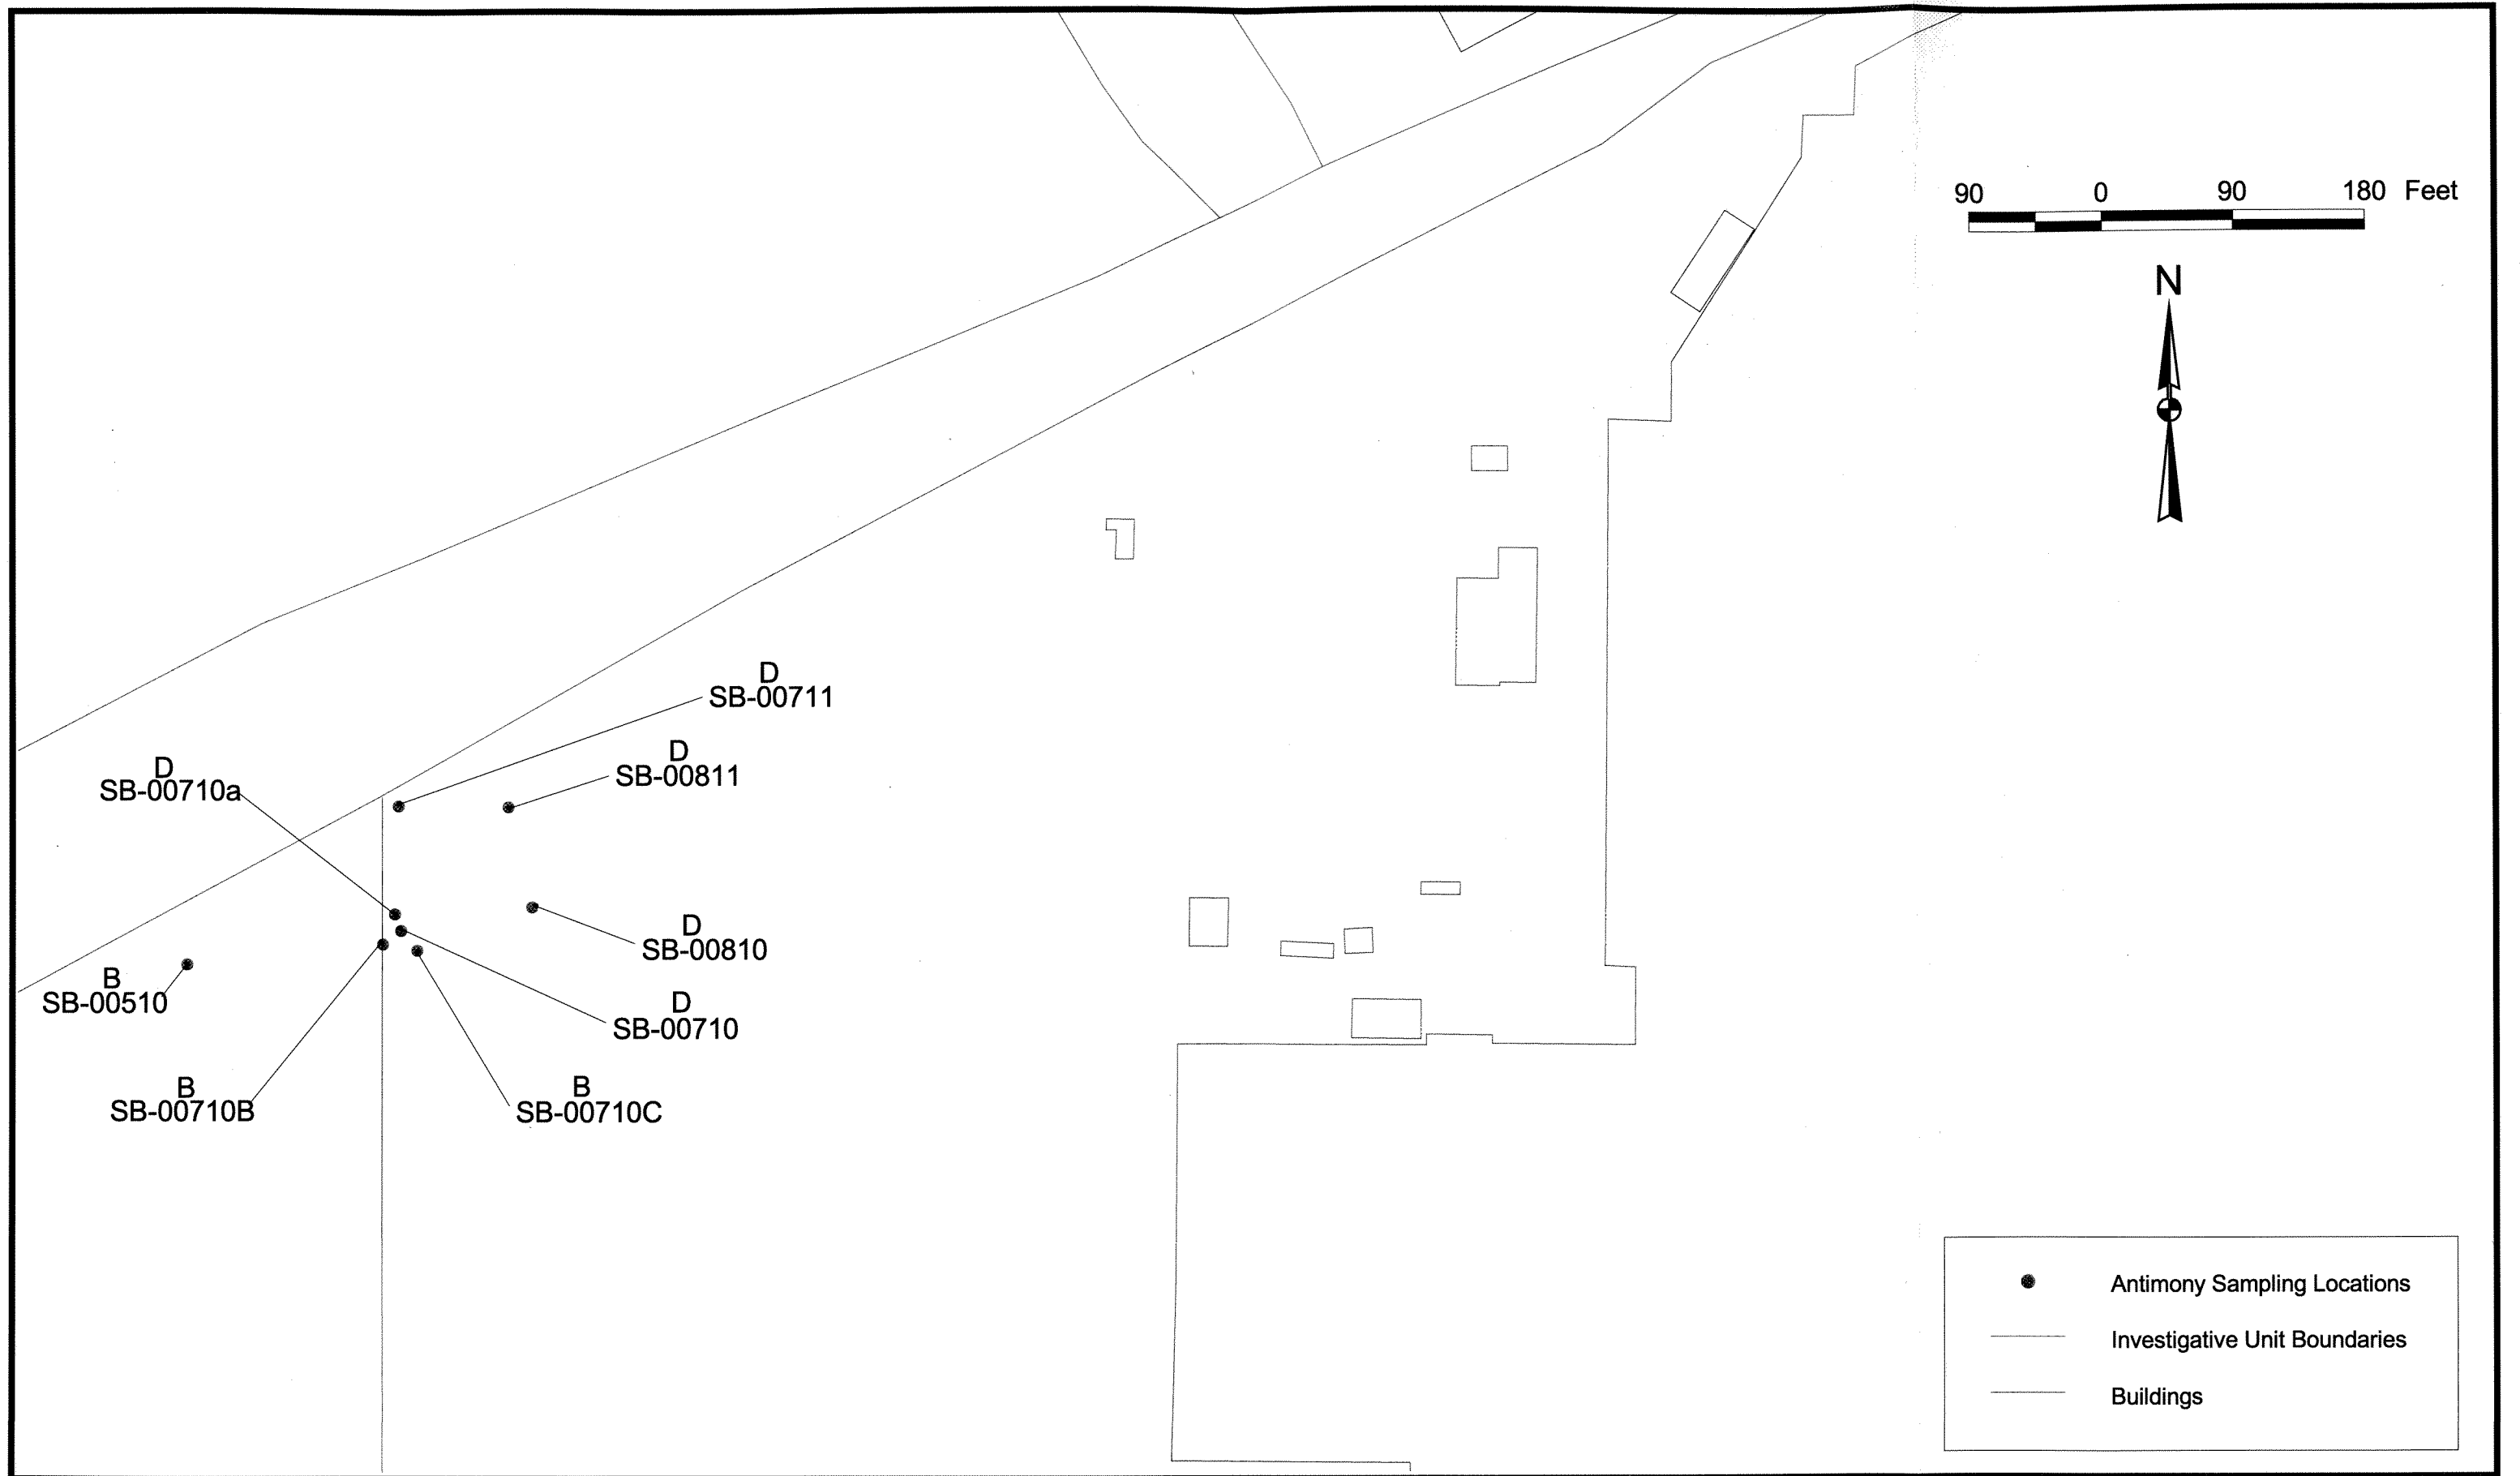 90 0 90 180 Feet
N
D
SB-00711
D
SB-00811
D
SB-00710a
D
SB-00810
B
SB-00510
D
SB-00710
B
SB-00710B
B
SB-00710C
Antimony Sampling Locations
Investigative Unit Boundaries
Buildings